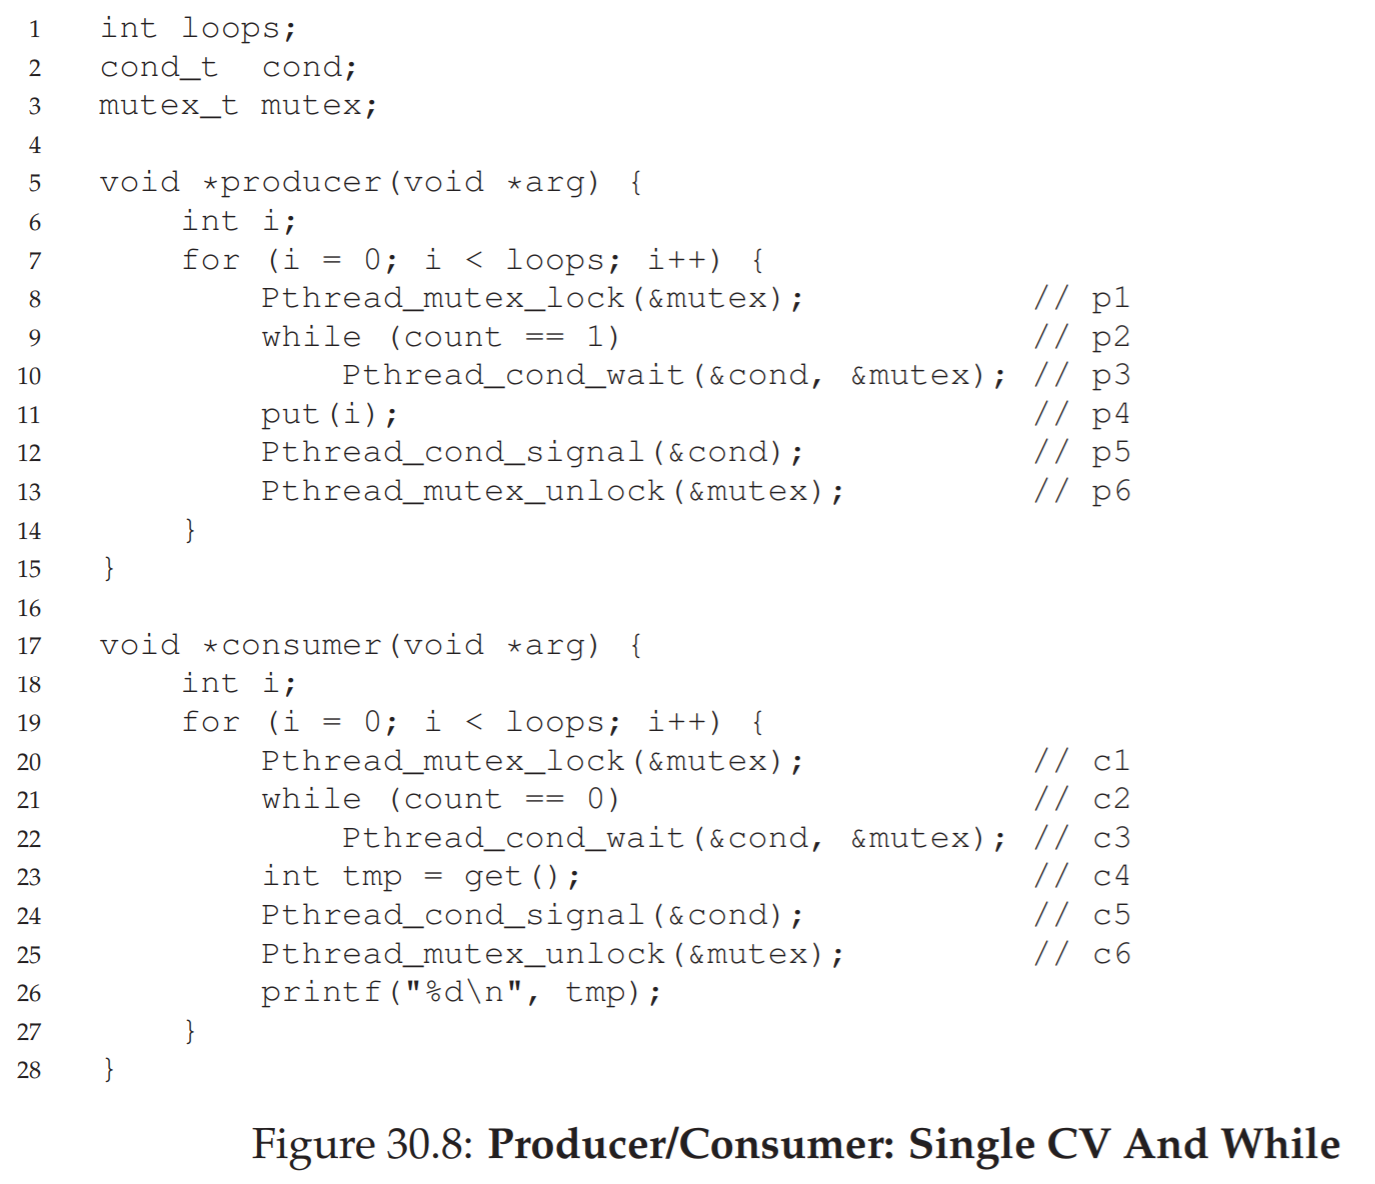 1 int loops;
2 cond_t  cond;
3 mutex_t mutex;
4
5 void *producer(void *arg) {
6     int i;
7     for (i = 0; i < loops; i++) {
8         Pthread_mutex_lock(&mutex);           // p1
9         while (count == 1)                    // p2
10             Pthread_cond_wait(&cond, &mutex); // p3
11         put(i);                               // p4
12         Pthread_cond_signal(&cond);           // p5
13         Pthread_mutex_unlock(&mutex);         // p6
14     }
15 }
16
17 void *consumer(void *arg) {
18     int i;
19     for (i = 0; i < loops; i++) {
20         Pthread_mutex_lock(&mutex);           // c1
21         while (count == 0)                    // c2
22             Pthread_cond_wait(&cond, &mutex); // c3
23         int tmp = get();                      // c4
24         Pthread_cond_signal(&cond);           // c5
25         Pthread_mutex_unlock(&mutex);         // c6
26         printf("%d\n", tmp);
27     }
28 }
Figure 30.8: Producer/Consumer: Single CV And While